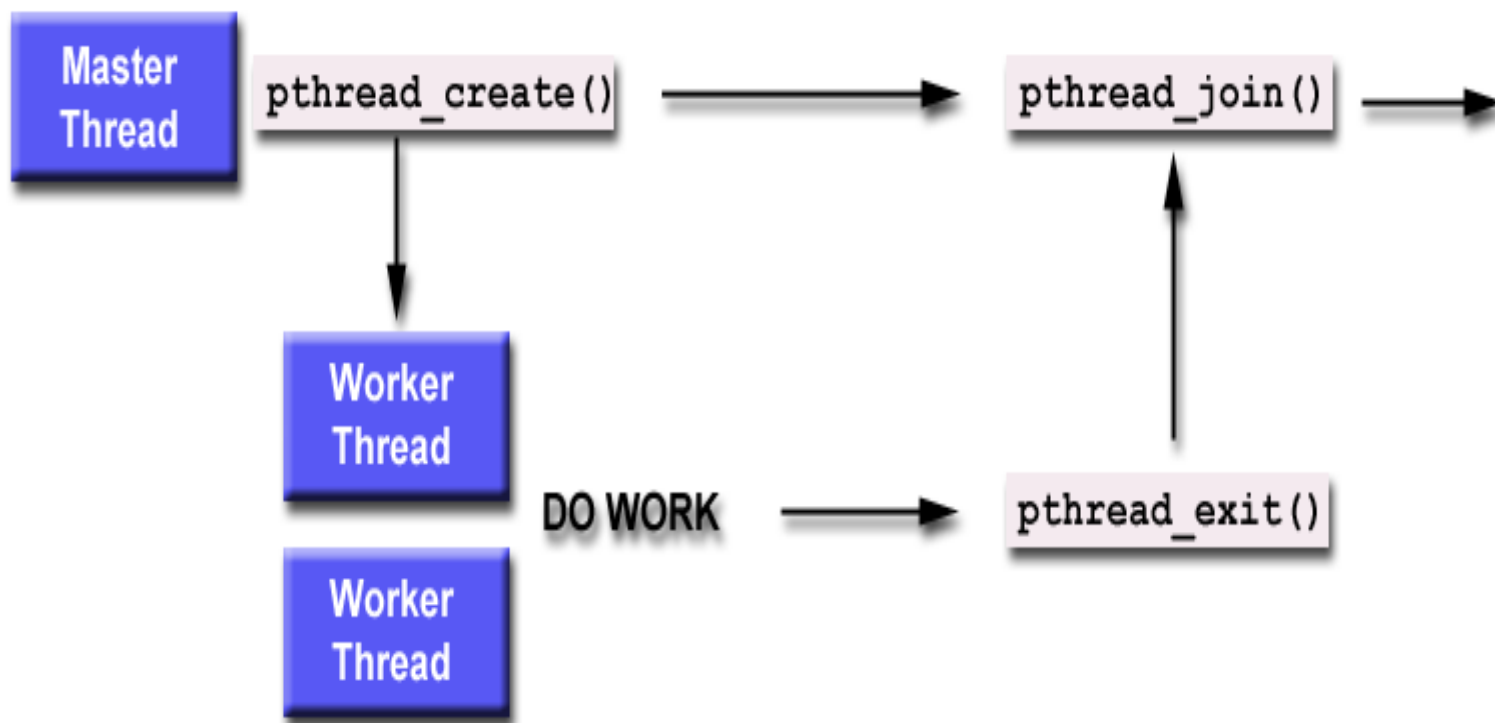 Master
Thread
pthread_create()
pthread_join()
Worker
Thread
DO WORK
pthread_exit()
Worker
Thread